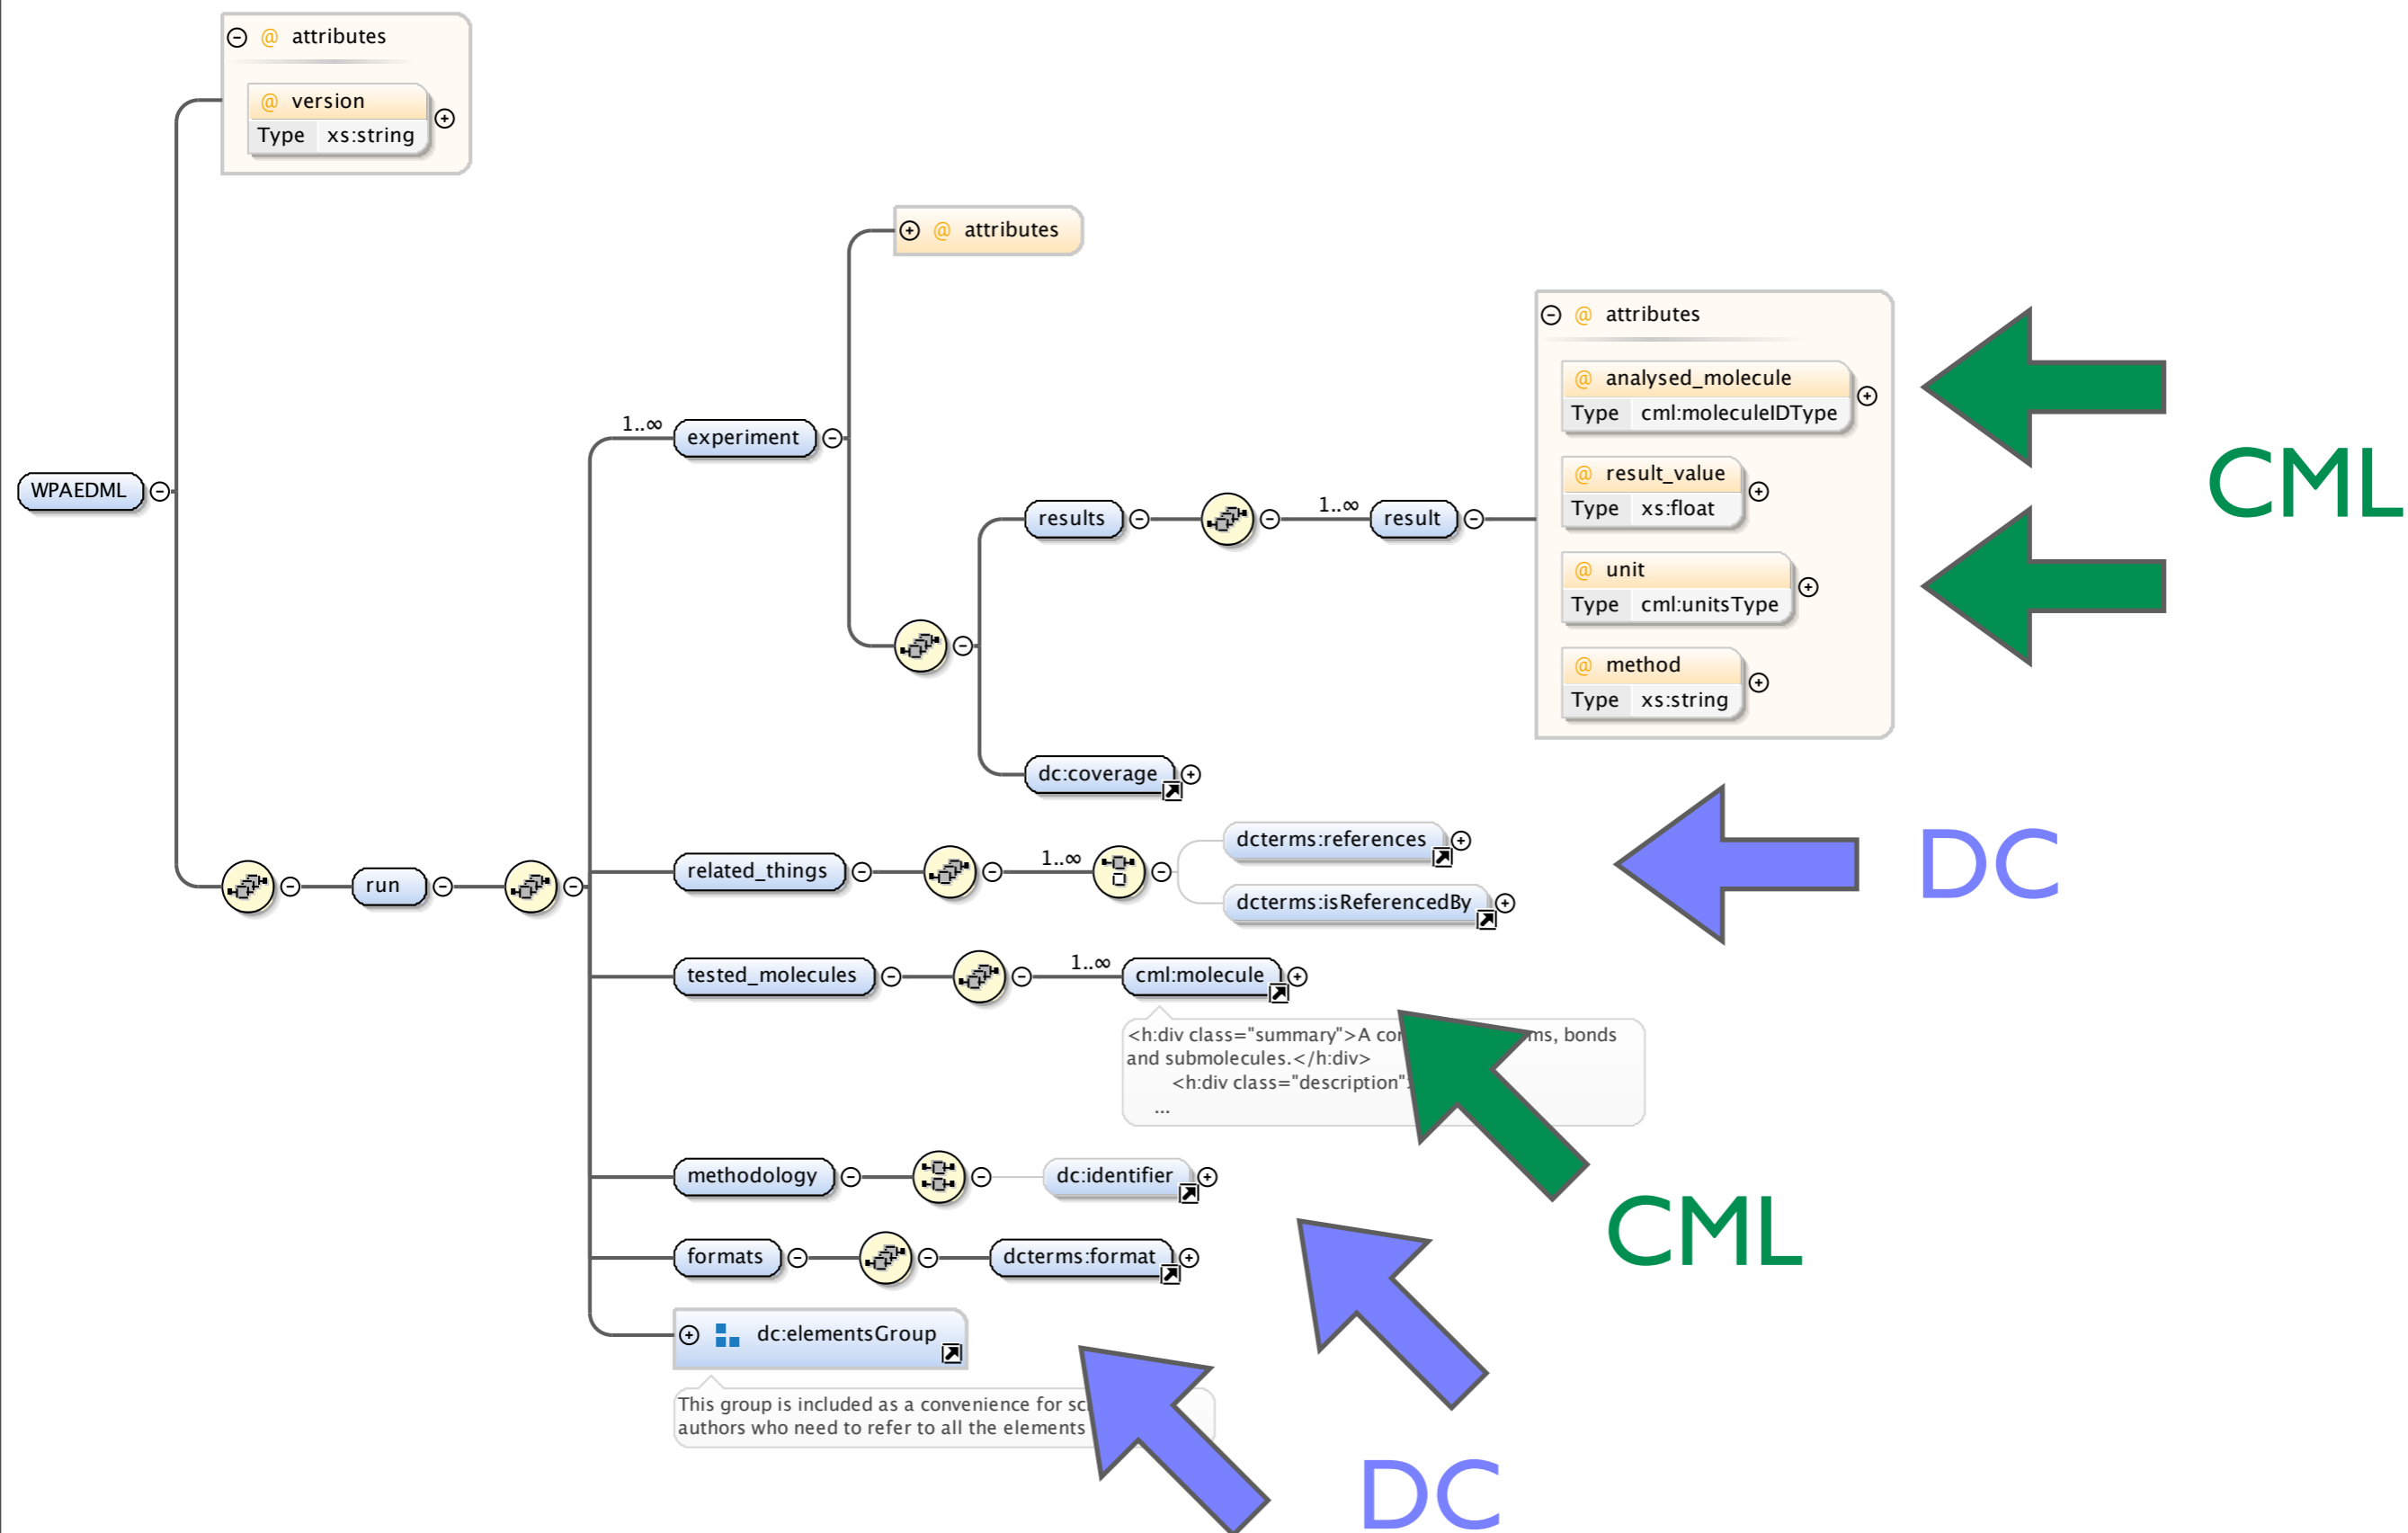 @ attributes
@ version
Type xs:string
@ attributes
@ attributes
@ analysed_molecule
Type cml:moleculeIDType
@ result_value
Type xs:float
@ unit
Type cml:unitsType
@ method
Type xs:string
CML
1..∞
experiment
WPAEDML
results
1..∞
result
dc:coverage
run
related_things
1..∞
dcterms:references
dcterms:isReferencedBy
DC
tested_molecules
1..∞
cml:molecule
<h:div class="summary">A ms, bonds
and submolecules.</h:div>
<h:div class="description"
...
methodology
dc:identifier
CML
formats
dcterms:format
dc:elementsGroup
This group is included as a convenience for
authors who need to refer to all the elements
DC